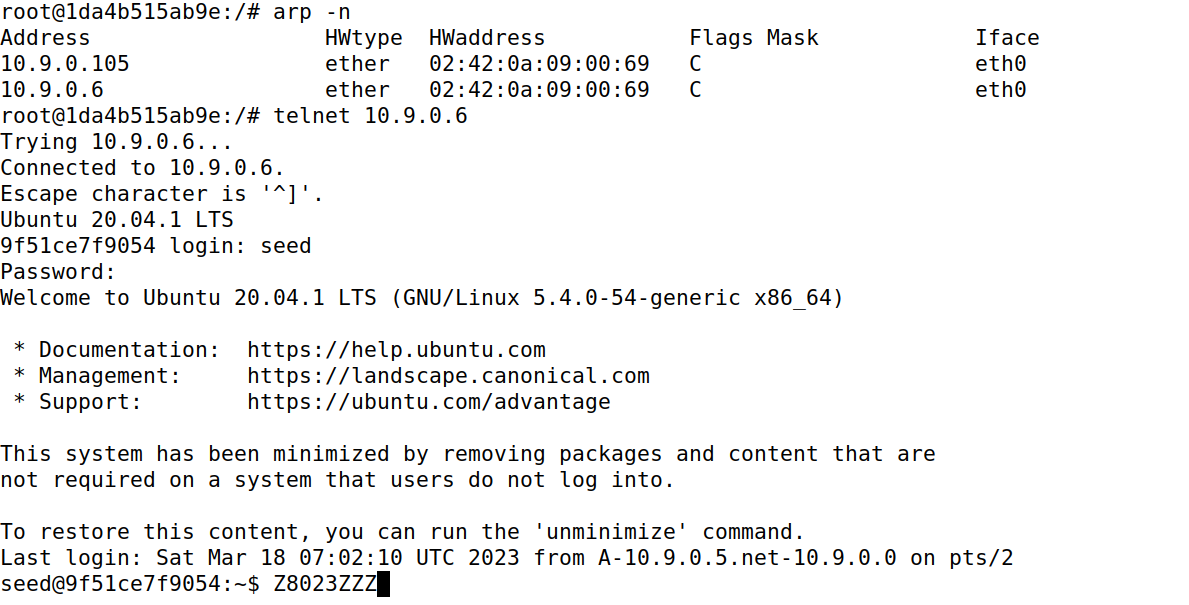 root@1da4b515ab9e:/# arp -n
Address                  HWtype  HWaddress           Flags Mask            Iface
10.9.0.105               ether   02:42:0a:09:00:69   C                     eth0
10.9.0.6                 ether   02:42:0a:09:00:69   C                     eth0
root@1da4b515ab9e:/# telnet 10.9.0.6
Trying 10.9.0.6...
Connected to 10.9.0.6.
Escape character is '^]'.
Ubuntu 20.04.1 LTS
9f51ce7f9054 login: seed
Password:
Welcome to Ubuntu 20.04.1 LTS (GNU/Linux 5.4.0-54-generic x86_64)

 * Documentation:  https://help.ubuntu.com
 * Management:     https://landscape.canonical.com
 * Support:        https://ubuntu.com/advantage

This system has been minimized by removing packages and content that are
not required on a system that users do not log into.

To restore this content, you can run the 'unminimize' command.
Last login: Sat Mar 18 07:02:10 UTC 2023 from A-10.9.0.5.net-10.9.0.0 on pts/2
seed@9f51ce7f9054:~$ Z8023ZZZ